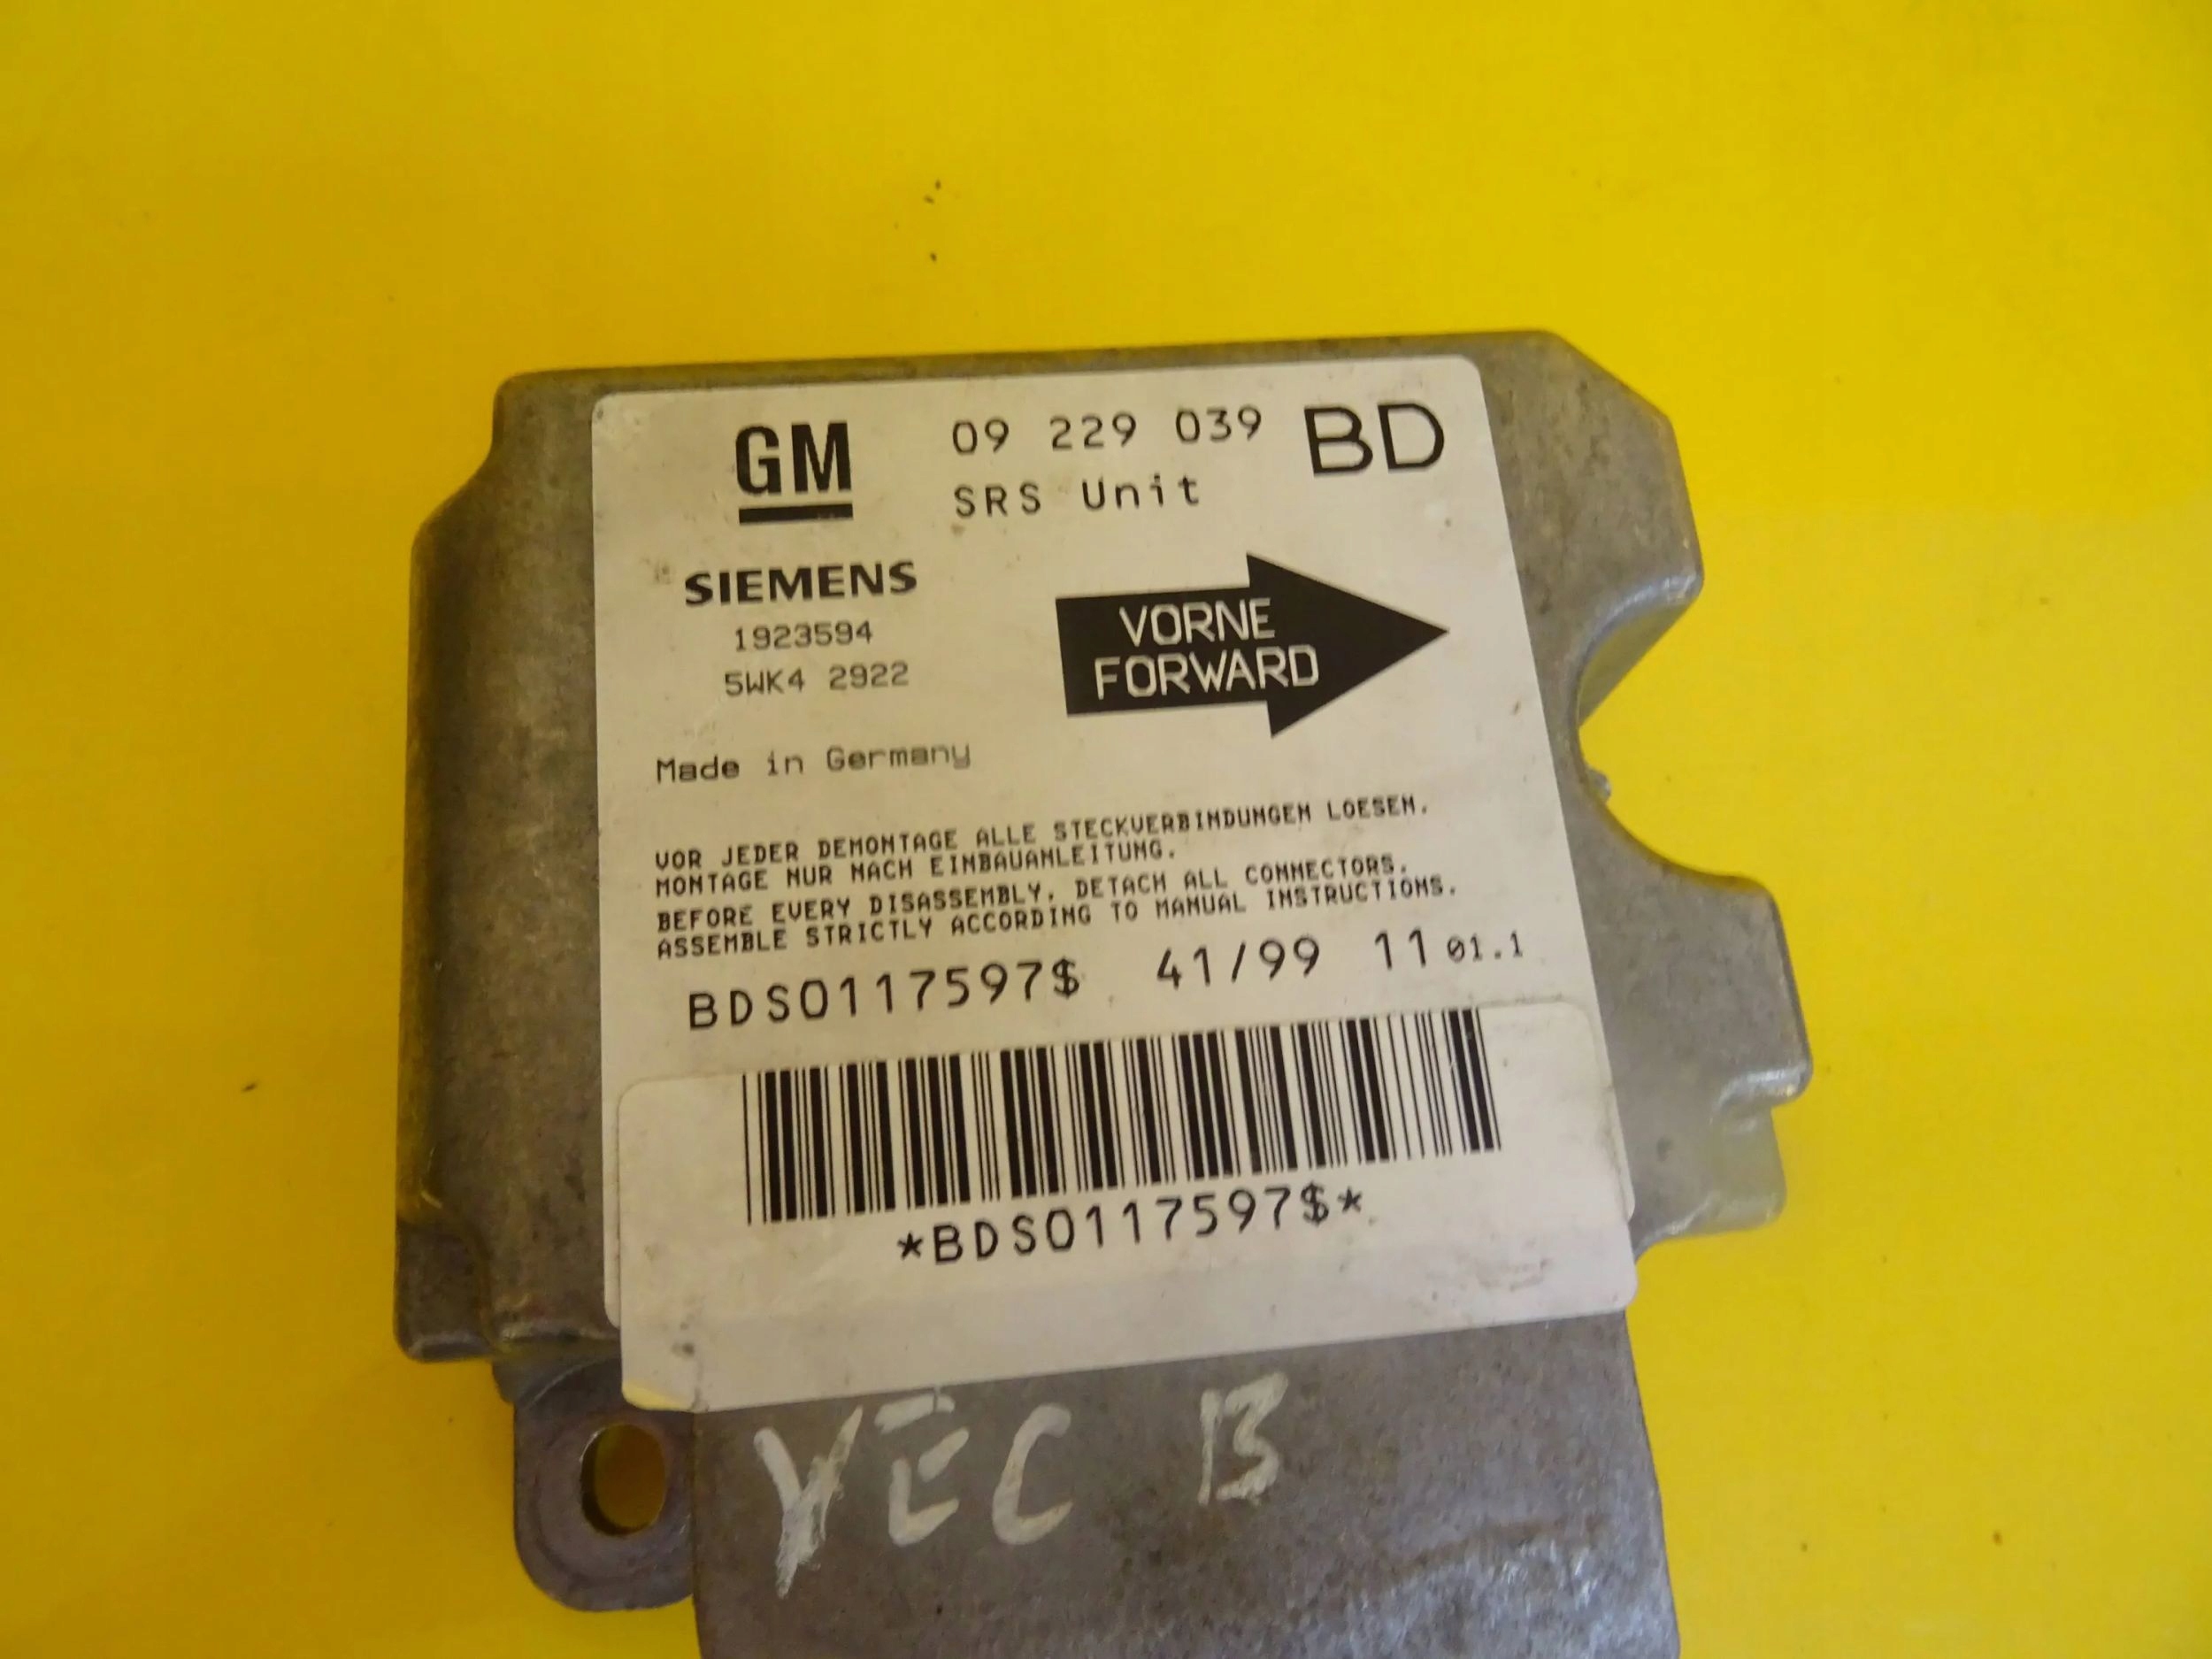 GM
09 229 039 BD
SRS Unit
SIEMENS
1923594
5WK4 2922
VORNE
FORWARD
Made in Germany
VOR JEDER DEMONTAGE ALLE STECKVERBINDUNGEN LOESEN.
MONTAGE NUR NACH EINBAUANLEITUNG.
BEFORE EVERY DISASSEMBLY, DETACH ALL CONNECTORS.
ASSEMBLE STRICTLY ACCORDING TO MANUAL INSTRUCTIONS.
BDS0117597$ 41/99 11 01.1
*BDS0117597$*
VEC B